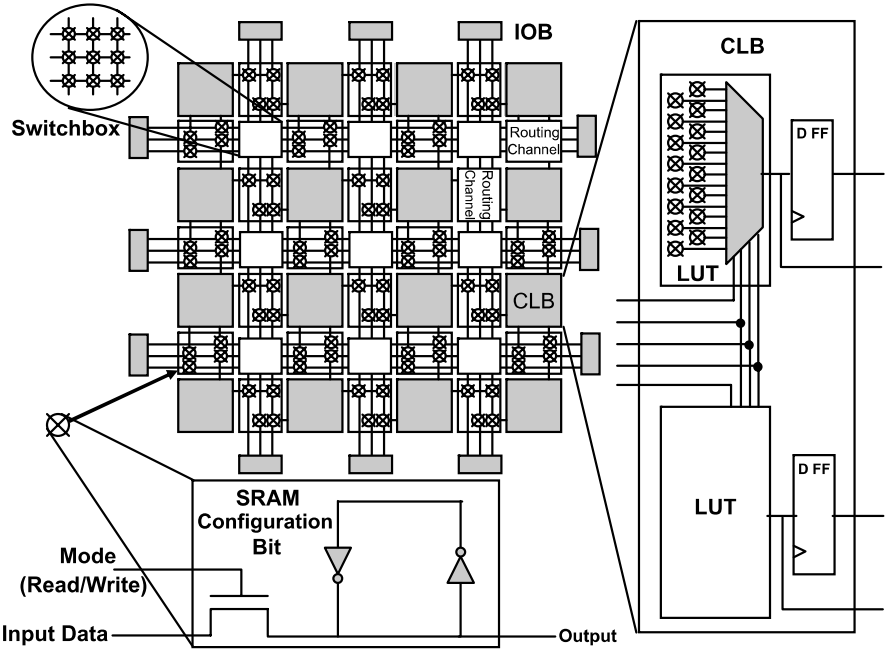 IOB
CLB
Switchbox
Routing
Channel
Routing
Channel
D FF
LUT
CLB
SRAM
Configuration
Bit
Mode
(Read/Write)
Input Data
Output
LUT
D FF